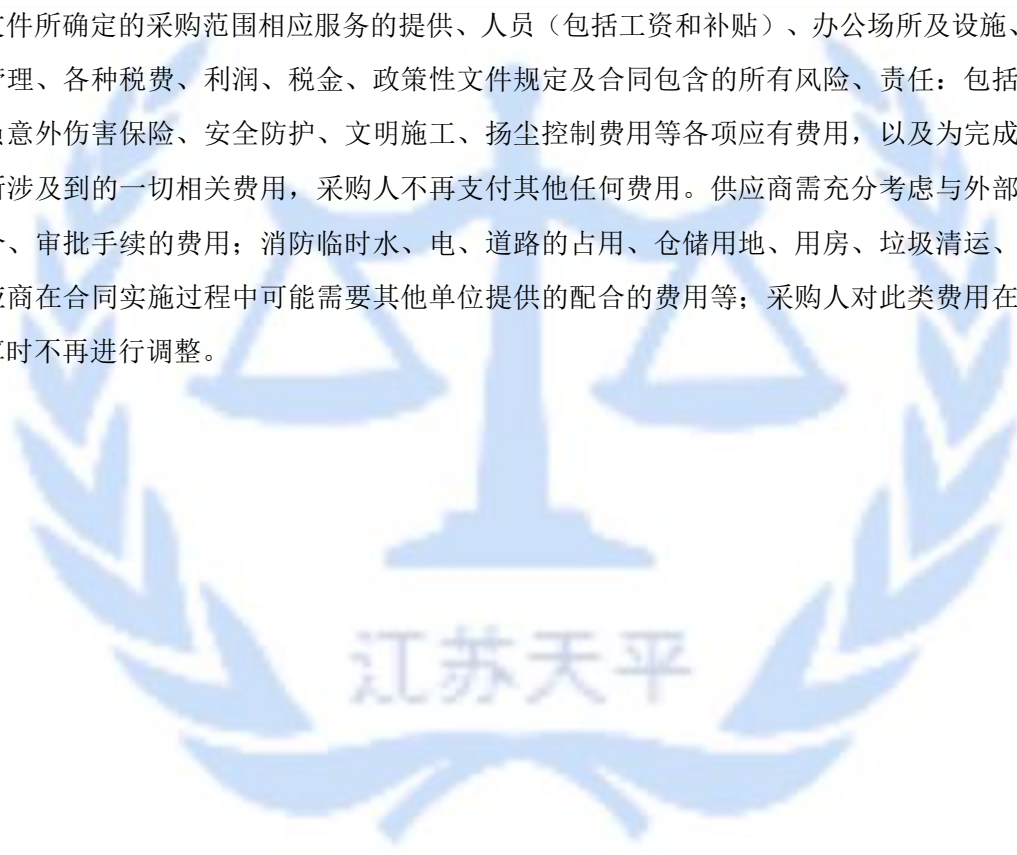 文件所确定的采购范围相应服务的提供、人员（包括工资和补贴）、办公场所及设施、
管理、各种税费、利润、税金、政策性文件规定及合同包含的所有风险、责任：包括
意外伤害保险、安全防护、文明施工、扬尘控制费用等各项应有费用，以及为完成
所涉及到的一切相关费用，采购人不再支付其他任何费用。供应商需充分考虑与外部
、审批手续的费用；消防临时水、电、道路的占用、仓储用地、用房、垃圾清运、
应商在合同实施过程中可能需要其他单位提供的配合的费用等；采购人对此类费用在
算时不再进行调整。
江苏天平